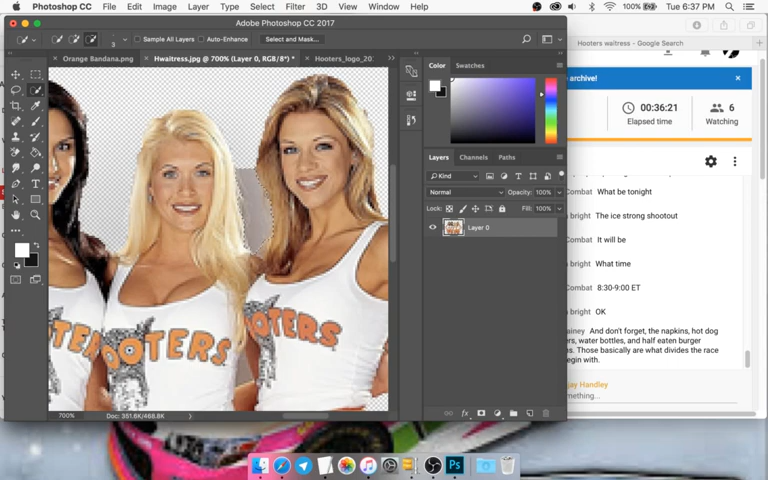 Photoshop CC File Edit Image Layer Type Select Filter 3D View Window Help 100% Tue 6:37 PM
Adobe Photoshop CC 2017
3 Sample All Layers Auto-Enhance Select and Mask...
Orange Bandana.png Hwaitress.jpg @ 700% (Layer 0, RGB/8*) * Hooters_logo_20
Color Swatches
Layers Channels Paths
Kind
Normal Opacity: 100%
Lock: Fill: 100%
Layer 0
HOOTERS
HOOTERS
700% Doc: 351.6K/468.8K
fx
Hooters waitress - Google Search
archive!
00:36:21
Elapsed time
6
Watching
Combat What be tonight
bright The ice strong shootout
Combat It will be
bright What time
Combat 8:30-9:00 ET
bright OK
ainey And don't forget, the napkins, hot dog
ers, water bottles, and half eaten burger
s. Those basically are what divides the race
egin with.
jay Handley
mething...
Ps